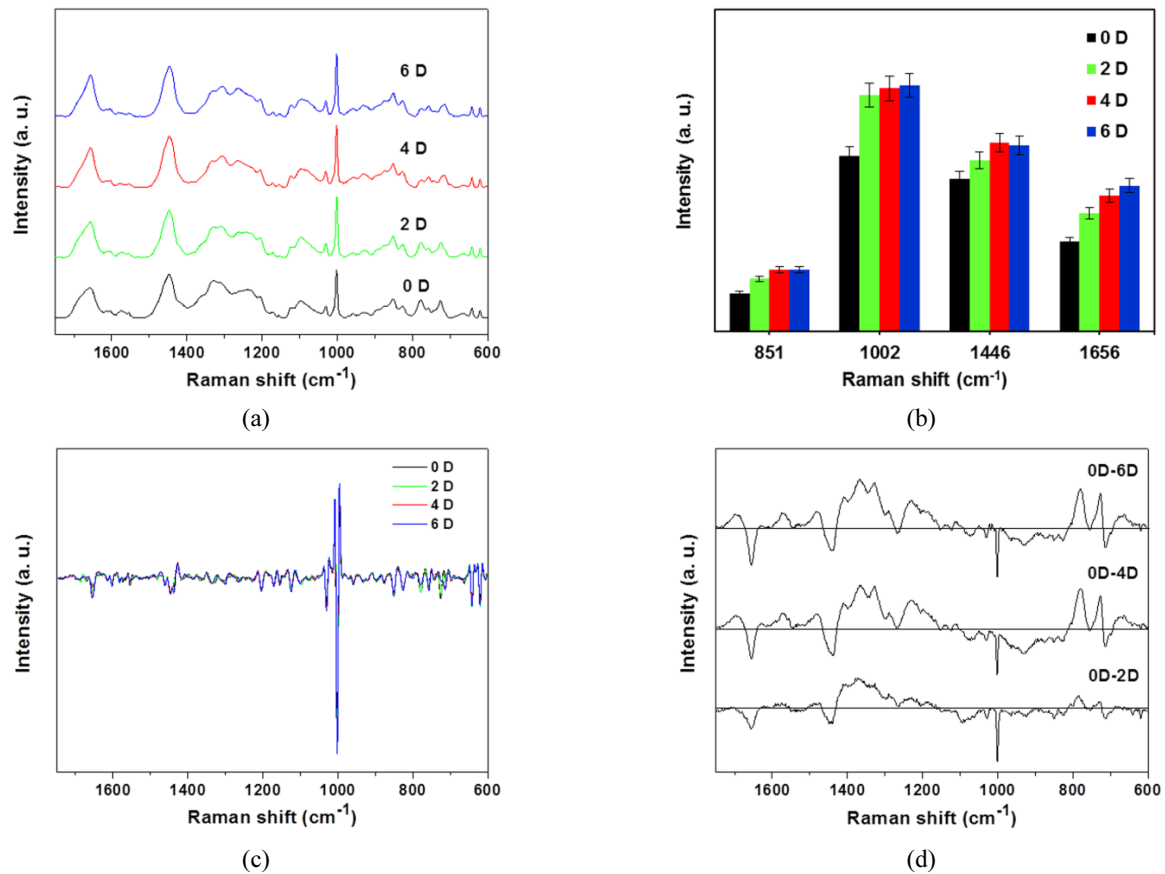 Intensity (a. u.)
6 D
4 D
2 D
0 D
1600 1400 1200 1000 800 600
Raman shift (cm⁻¹)
(a)
Intensity (a. u.)
0 D
2 D
4 D
6 D
851 1002 1446 1656
Raman shift (cm⁻¹)
(b)
Intensity (a. u.)
0 D
2 D
4 D
6 D
1600 1400 1200 1000 800 600
Raman shift (cm⁻¹)
(c)
Intensity (a. u.)
0D-6D
0D-4D
0D-2D
1600 1400 1200 1000 800 600
Raman shift (cm⁻¹)
(d)